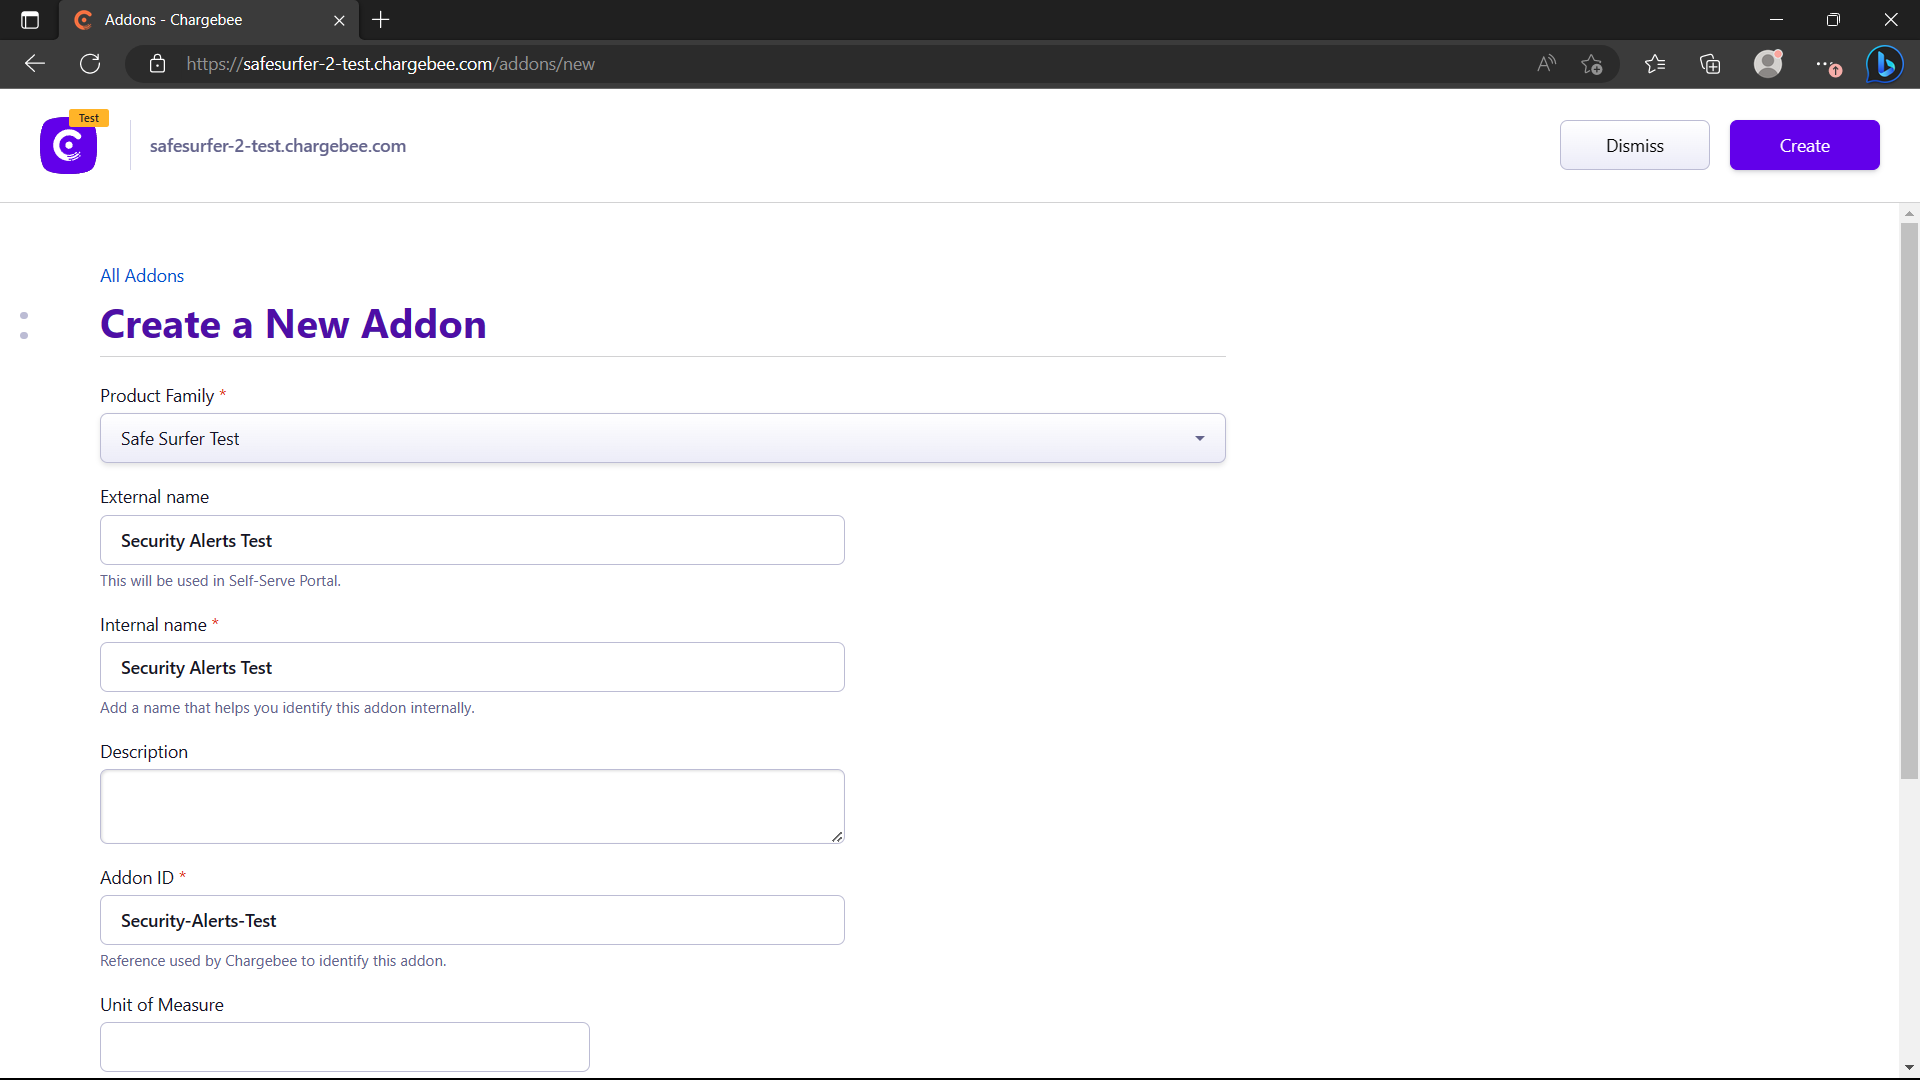 Addons - Chargebee
https://safesurfer-2-test.chargebee.com/addons/new
Test
safesurfer-2-test.chargebee.com
Dismiss
Create
All Addons
Create a New Addon
Product Family *
Safe Surfer Test
External name
Security Alerts Test
This will be used in Self-Serve Portal.
Internal name *
Security Alerts Test
Add a name that helps you identify this addon internally.
Description
Addon ID *
Security-Alerts-Test
Reference used by Chargebee to identify this addon.
Unit of Measure